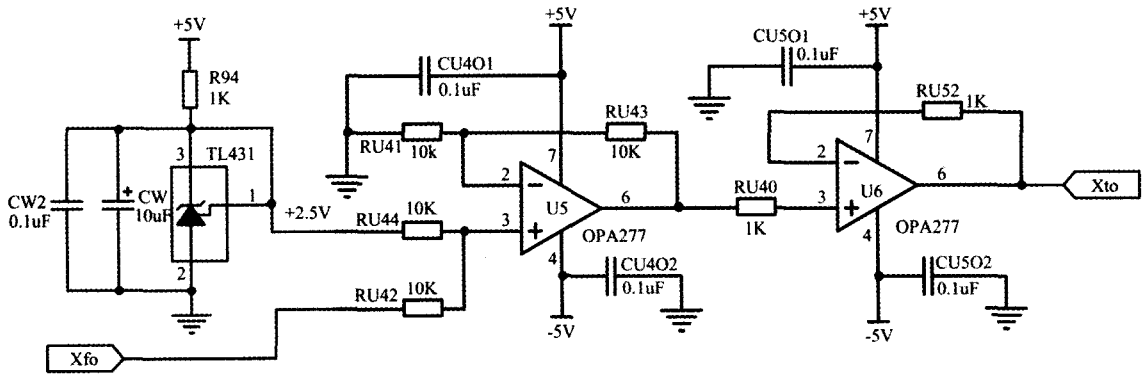 +5V
R94
1K
3
TL431
1
2
CW2
0.1uF
CW
+
10uF
+2.5V
CU4O1
0.1uF
+5V
RU41
10k
RU43
10K
7
2
U5
6
3
4
OPA277
RU44
10K
RU42
10K
CU4O2
0.1uF
-5V
Xfo
RU40
1K
CU5O1
0.1uF
+5V
RU52
1K
7
2
U6
6
3
4
OPA277
CU5O2
0.1uF
-5V
Xto